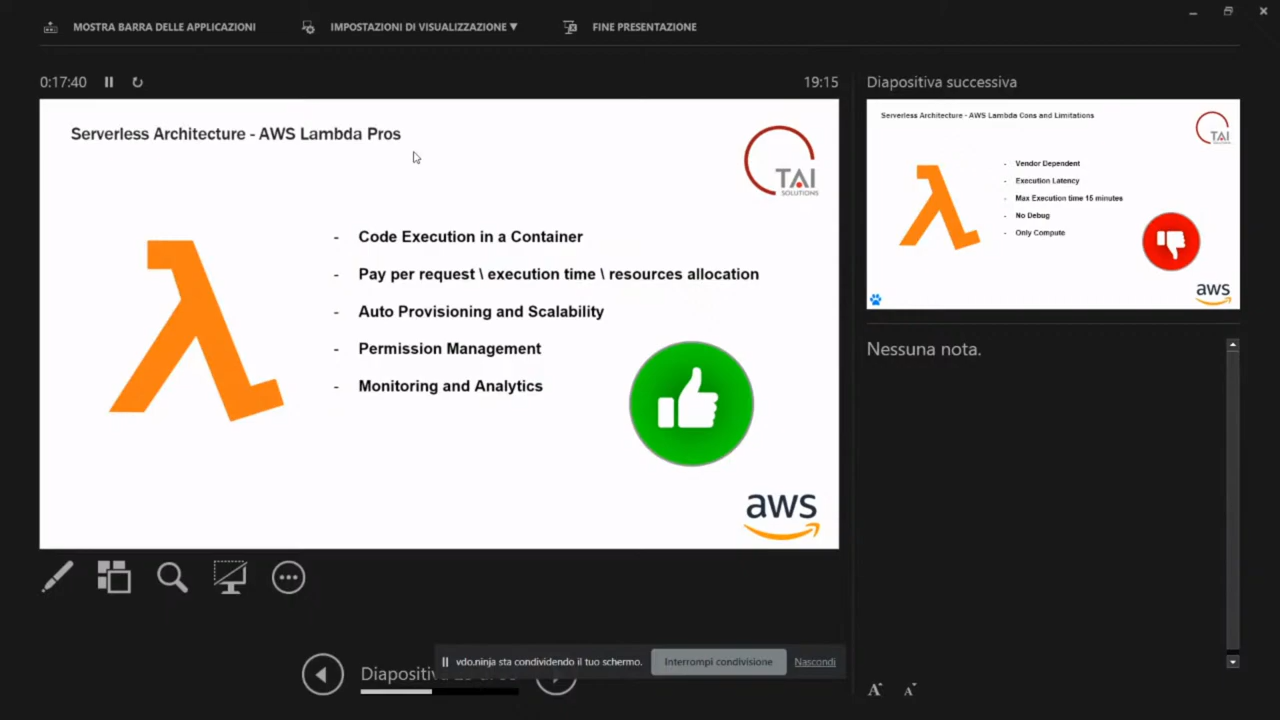 MOSTRA BARRA DELLE APPLICAZIONI
IMPOSTAZIONI DI VISUALIZZAZIONE ▼
FINE PRESENTAZIONE
0:17:40
19:15
Serverless Architecture - AWS Lambda Pros
TAI
SOLUTIONS
- Code Execution in a Container
- Pay per request \ execution time \ resources allocation
- Auto Provisioning and Scalability
- Permission Management
- Monitoring and Analytics
aws
Diapositiva successiva
Serverless Architecture - AWS Lambda Cons and Limitations
TAI
SOLUTIONS
- Vendor Dependent
- Execution Latency
- Max Execution time 15 minutes
- No Debug
- Only Compute
aws
Nessuna nota.
vdo.ninja sta condividendo il tuo schermo.
Interrompi condivisione
Nascondi
A A